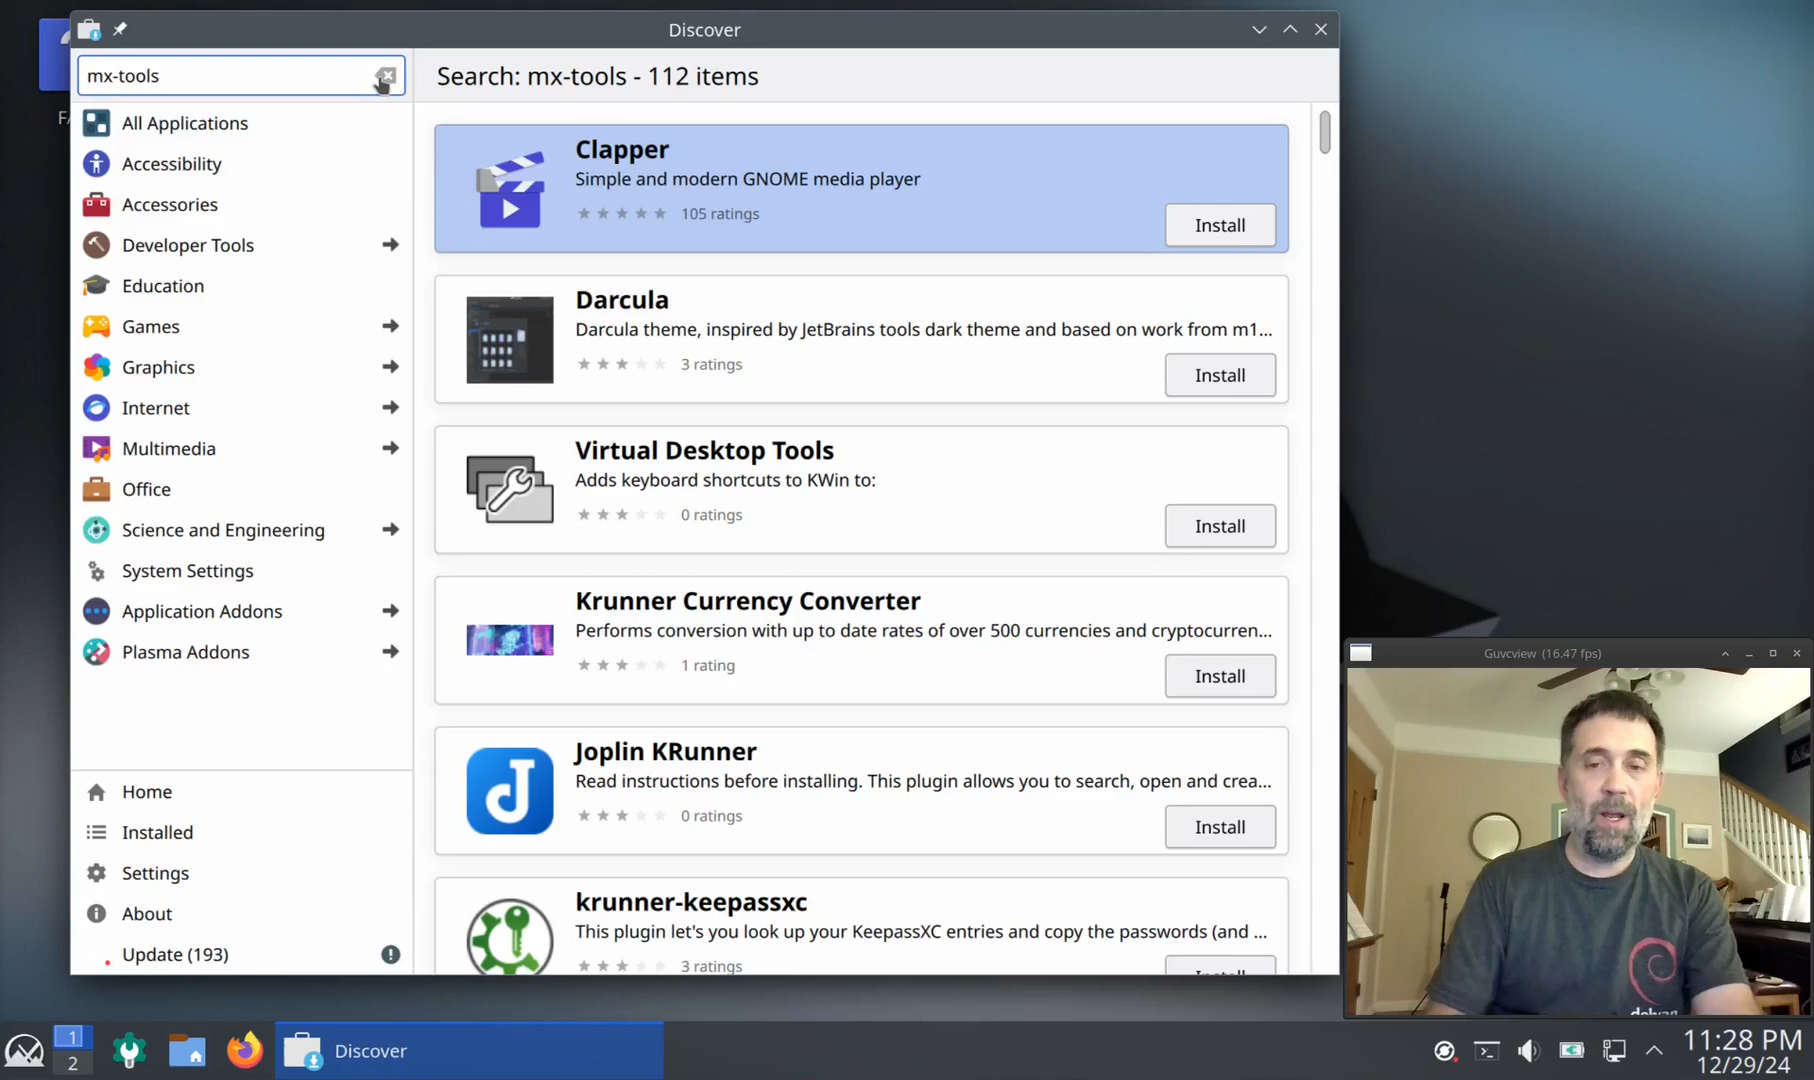 Discover
mx-tools
Search: mx-tools - 112 items
All Applications
Accessibility
Accessories
Developer Tools
Education
Games
Graphics
Internet
Multimedia
Office
Science and Engineering
System Settings
Application Addons
Plasma Addons
Home
Installed
Settings
About
Update (193)
Clapper
Simple and modern GNOME media player
105 ratings
Install
Darcula
Darcula theme, inspired by JetBrains tools dark theme and based on work from m1...
3 ratings
Install
Virtual Desktop Tools
Adds keyboard shortcuts to KWin to:
0 ratings
Install
Krunner Currency Converter
Performs conversion with up to date rates of over 500 currencies and cryptocurren...
1 rating
Install
Joplin KRunner
Read instructions before installing. This plugin allows you to search, open and crea...
0 ratings
Install
krunner-keepassxc
This plugin let's you look up your KeepassXC entries and copy the passwords (and ...
3 ratings
Install
Guvcview (16.47 fps)
debian
1
2
Discover
11:28 PM
12/29/24